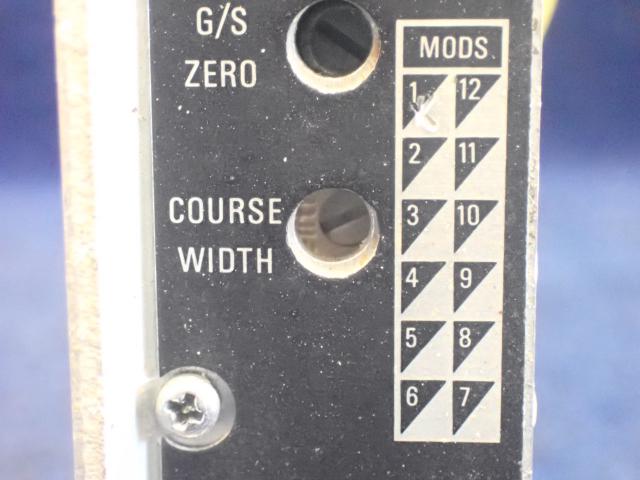 G/S
ZERO
COURSE
WIDTH
MODS.
1 12
2 11
3 10
4 9
5 8
6 7